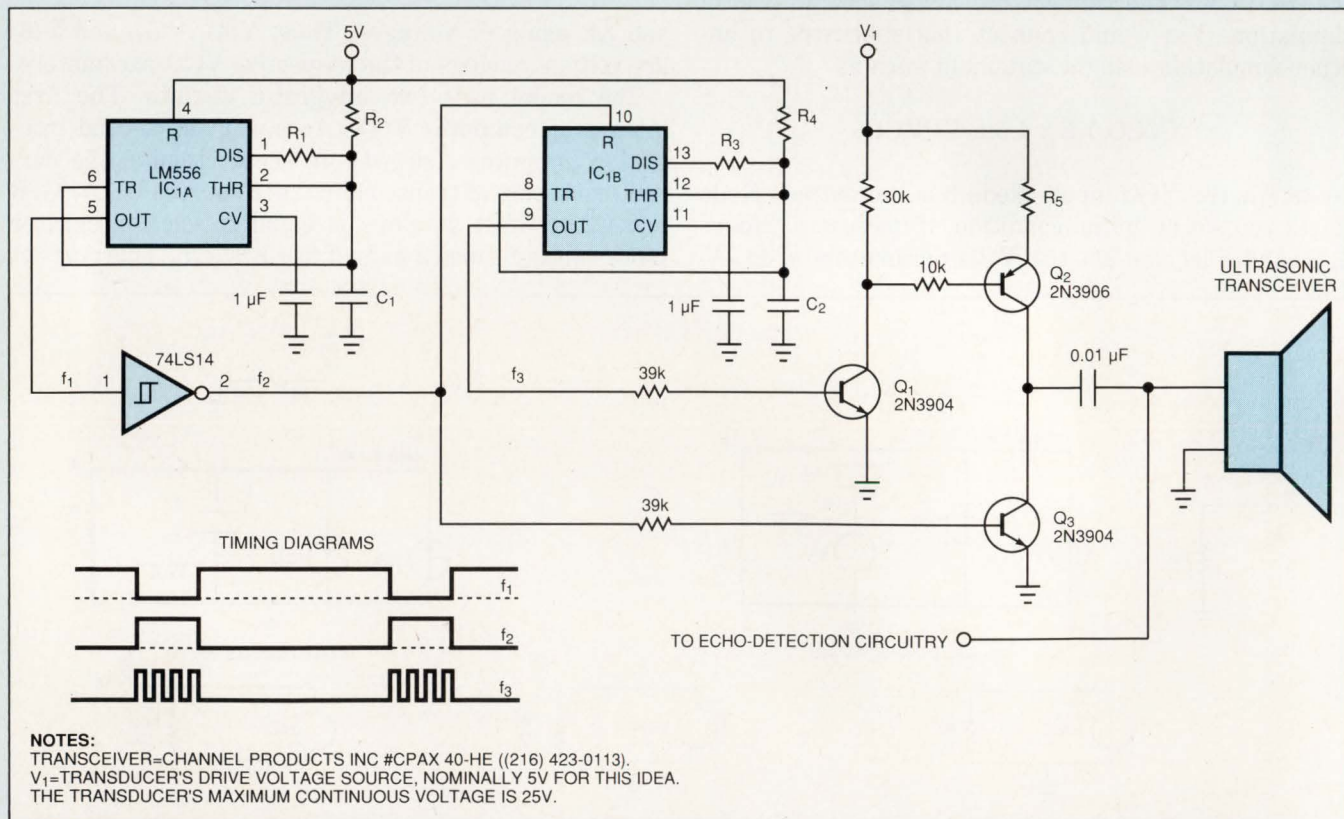 5V
V1
4
R
LM556
IC1A
DIS
1
R1
R2
6
TR
THR
2
5
OUT
CV
3
1 µF
C1
10
R
IC1B
DIS
13
R3
R4
8
TR
THR
12
9
OUT
CV
11
1 µF
C2
30k
R5
10k
Q2
2N3906
ULTRASONIC
TRANSCEIVER
0.01 µF
74LS14
f1
1
2
f2
f3
39k
Q1
2N3904
39k
Q3
2N3904
TIMING DIAGRAMS
f1
f2
f3
TO ECHO-DETECTION CIRCUITRY
NOTES:
TRANSCEIVER=CHANNEL PRODUCTS INC #CPAX 40-HE ((216) 423-0113).
V1=TRANSDUCER'S DRIVE VOLTAGE SOURCE, NOMINALLY 5V FOR THIS IDEA.
THE TRANSDUCER'S MAXIMUM CONTINUOUS VOLTAGE IS 25V.